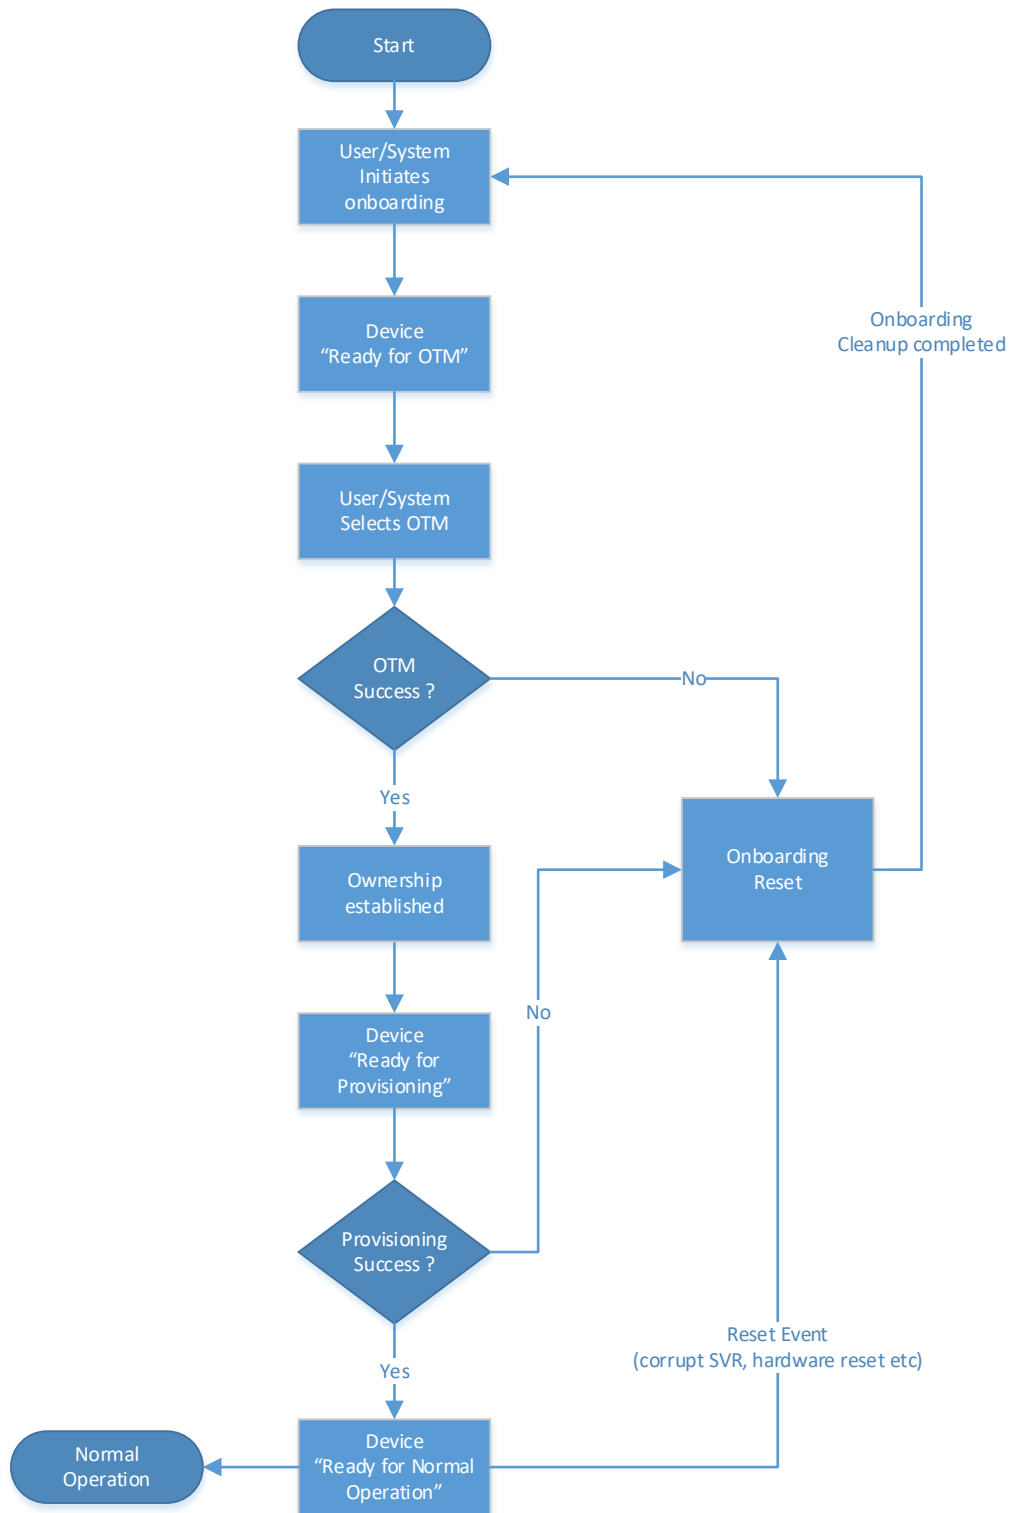 Start
User/System
Initiates
onboarding
Onboarding
Cleanup completed
Device
“Ready for OTM”
User/System
Selects OTM
OTM
Success ?
No
Yes
Onboarding
Reset
Ownership
established
No
Device
“Ready for
Provisioning”
Provisioning
Success ?
Reset Event
(corrupt SVR, hardware reset etc)
Yes
Device
“Ready for Normal
Operation”
Normal
Operation